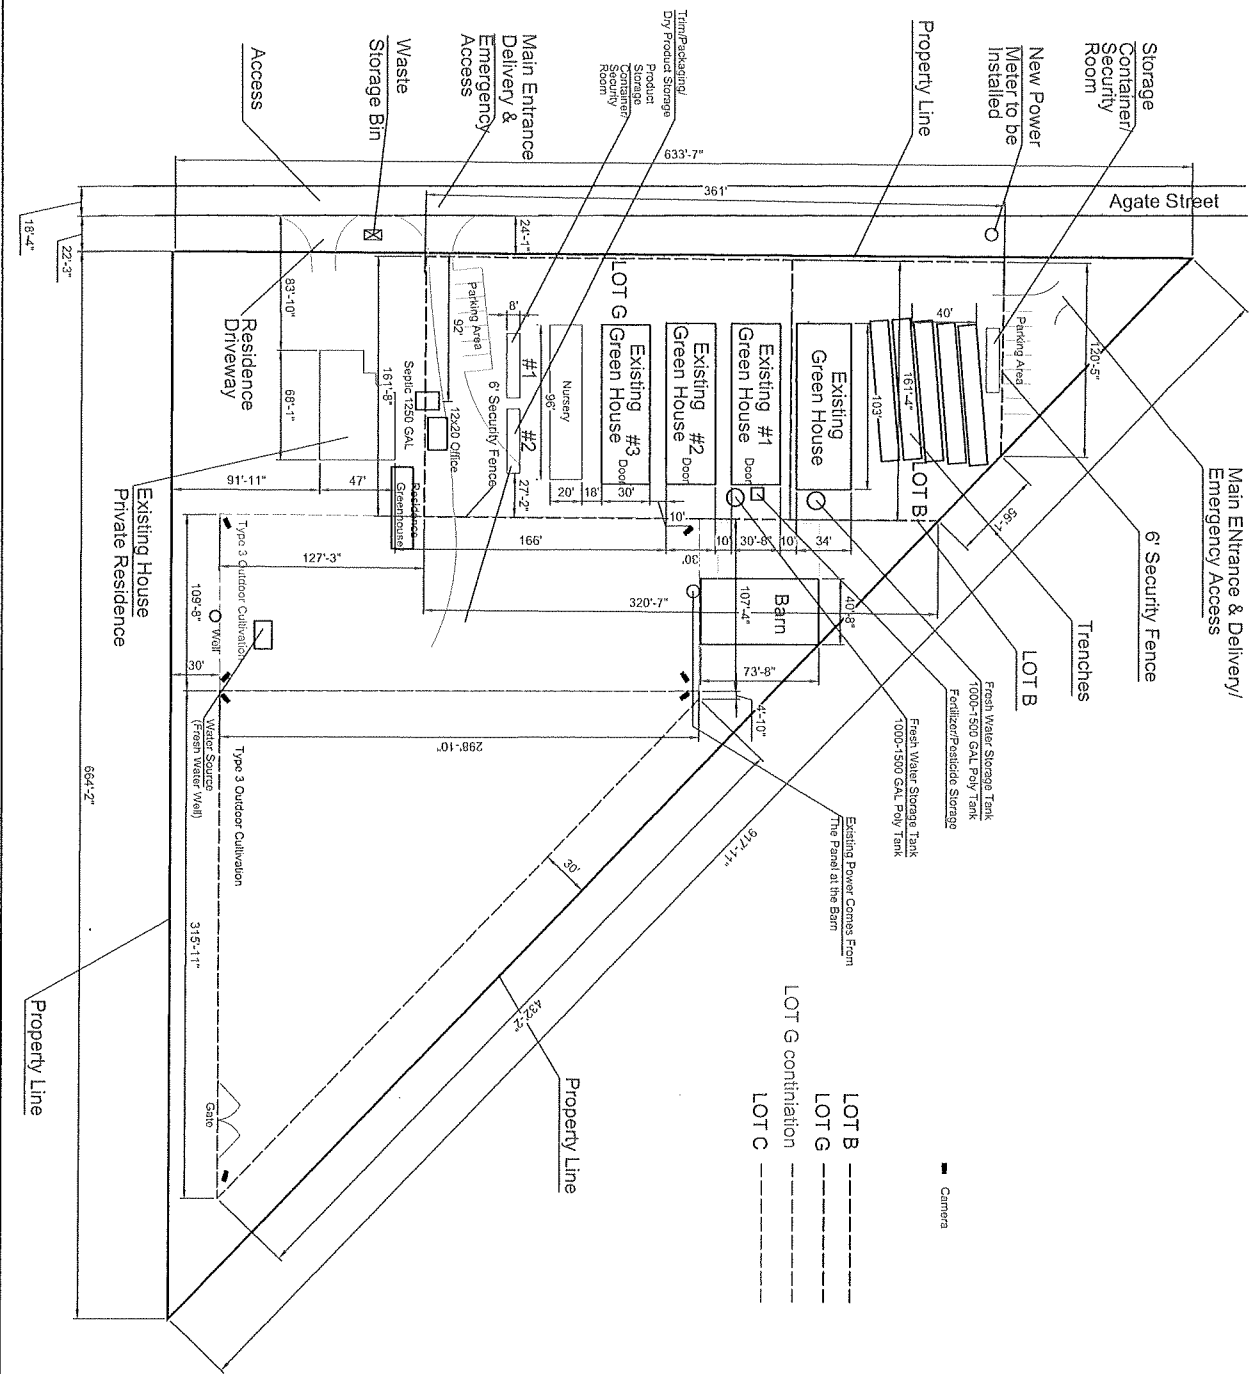 Storage
Container/
Security
Room
New Power
Meter to be
Installed
Property Line
Trim/Packaging/
Dry Product Storage
Product
Storage
Container/
Security
Room
Main Entrance
Delivery &
Emergency
Access
Waste
Storage Bin
Access
Agate Street
633'-7"
361'
24'-1"
18'-4"
22'-3"
83'-10"
68'-1"
Residence
Driveway
161'-8"
92'
Parking Area
8'
#1
#2
Septic 1250 GAL
12x20 Office
6' Security Fence
27'-2"
Nursery
96'
20'
18'
30'
LOT G
Existing #3
Green House
Door
Existing #2
Green House
Door
Existing #1
Green House
Door
Existing
Green House
103'
161'-4"
40'
Parking Area
120'-5"
LOT B
56'-1"
Main ENtrance & Delivery/
Emergency Access
6' Security Fence
Trenches
LOT B
Fresh Water Storage Tank
1000-1500 GAL Poly Tank
Fertilizer/Pesticide Storage
Fresh Water Storage Tank
1000-1500 GAL Poly Tank
Existing Power Comes From
The Panel at the Barn
91'-11"
47'
Residence
Greenhouse
166'
10'
30'
10'
30'-8"
10'
34'
Existing House
Private Residence
127'-3"
320'-7"
Barn
107'-4"
40'-8"
73'-8"
4'-10"
Type 3 Outdoor Cultivation
109'-8"
Well
30'
Water Source
(Fresh Water Well)
Type 3 Outdoor Cultivation
298'-10"
917'-11"
30'
432'-2"
664'-2"
315'-11"
Gate
Property Line
Property Line
LOT B
LOT G
LOT G continiation
LOT C
Camera